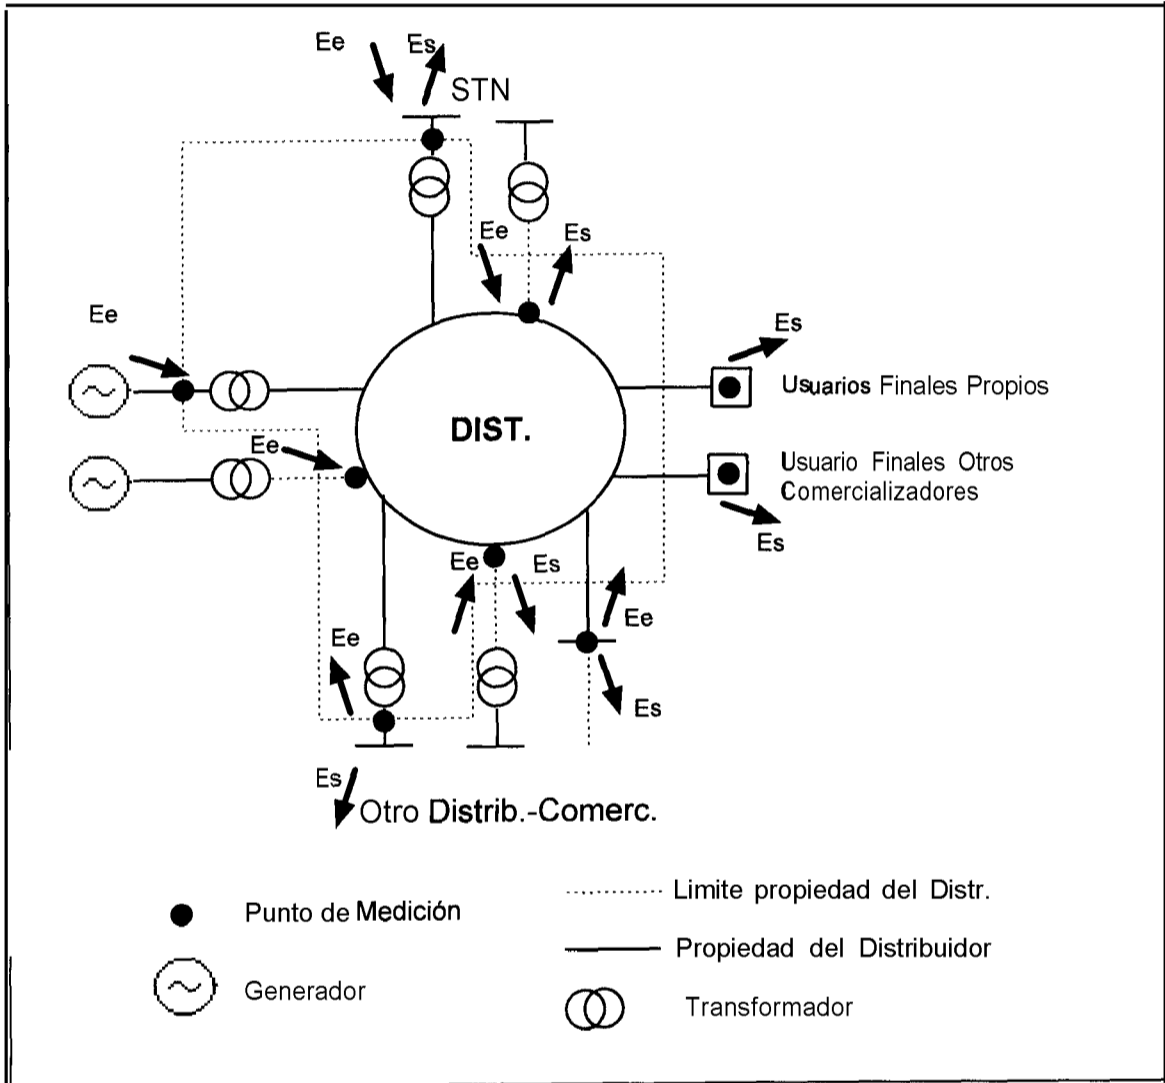 Ee
Es
STN
Ee
Es
Ee
Es
Usuarios Finales Propios
DIST.
Ee
Usuario Finales Otros
Comercializadores
Es
Ee
Es
Ee
Ee
Es
Es
Otro Distrib.-Comerc.
Punto de Medición
Limite propiedad del Distr.
Propiedad del Distribuidor
Generador
Transformador